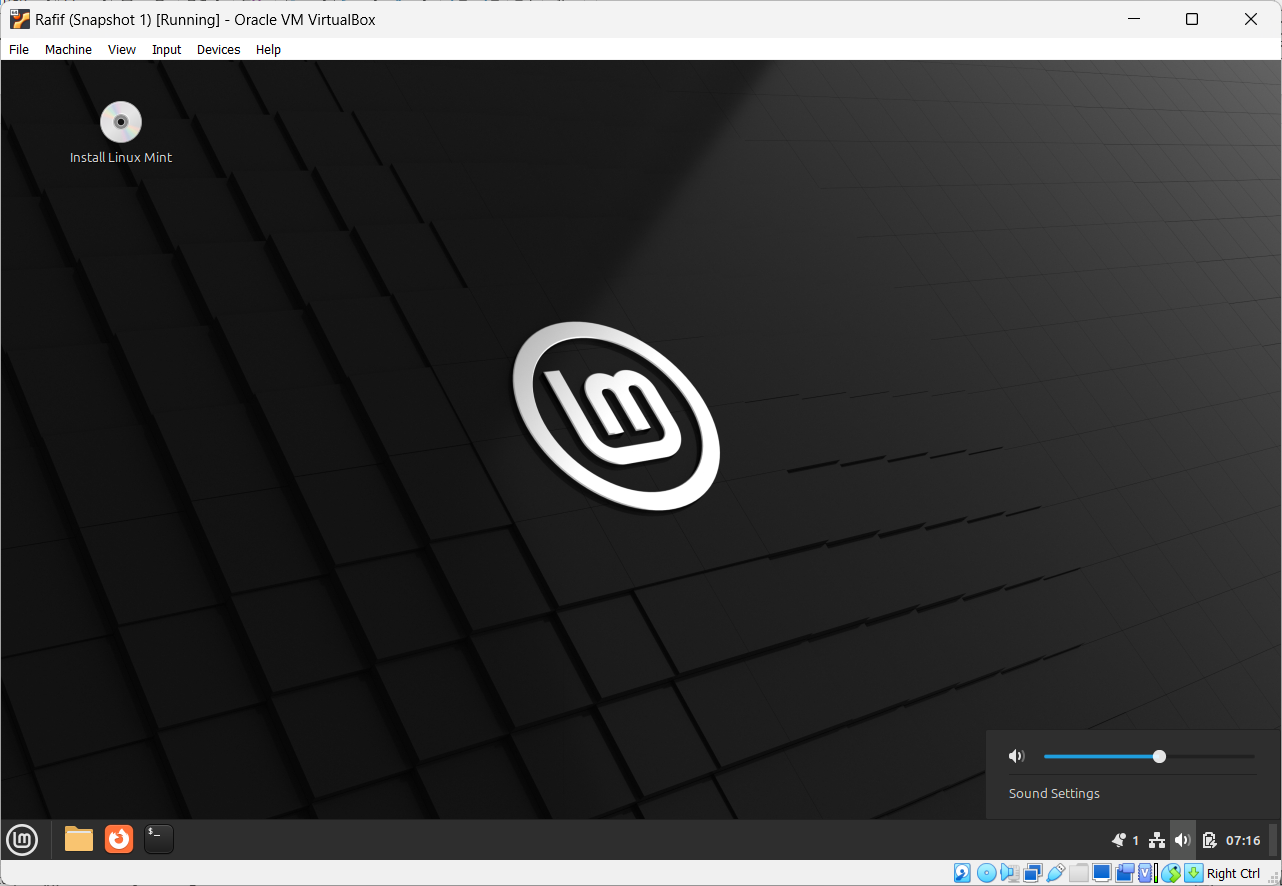 Rafif (Snapshot 1) [Running] - Oracle VM VirtualBox
File Machine View Input Devices Help
Install Linux Mint
Sound Settings
$_
1 07:16
Right Ctrl